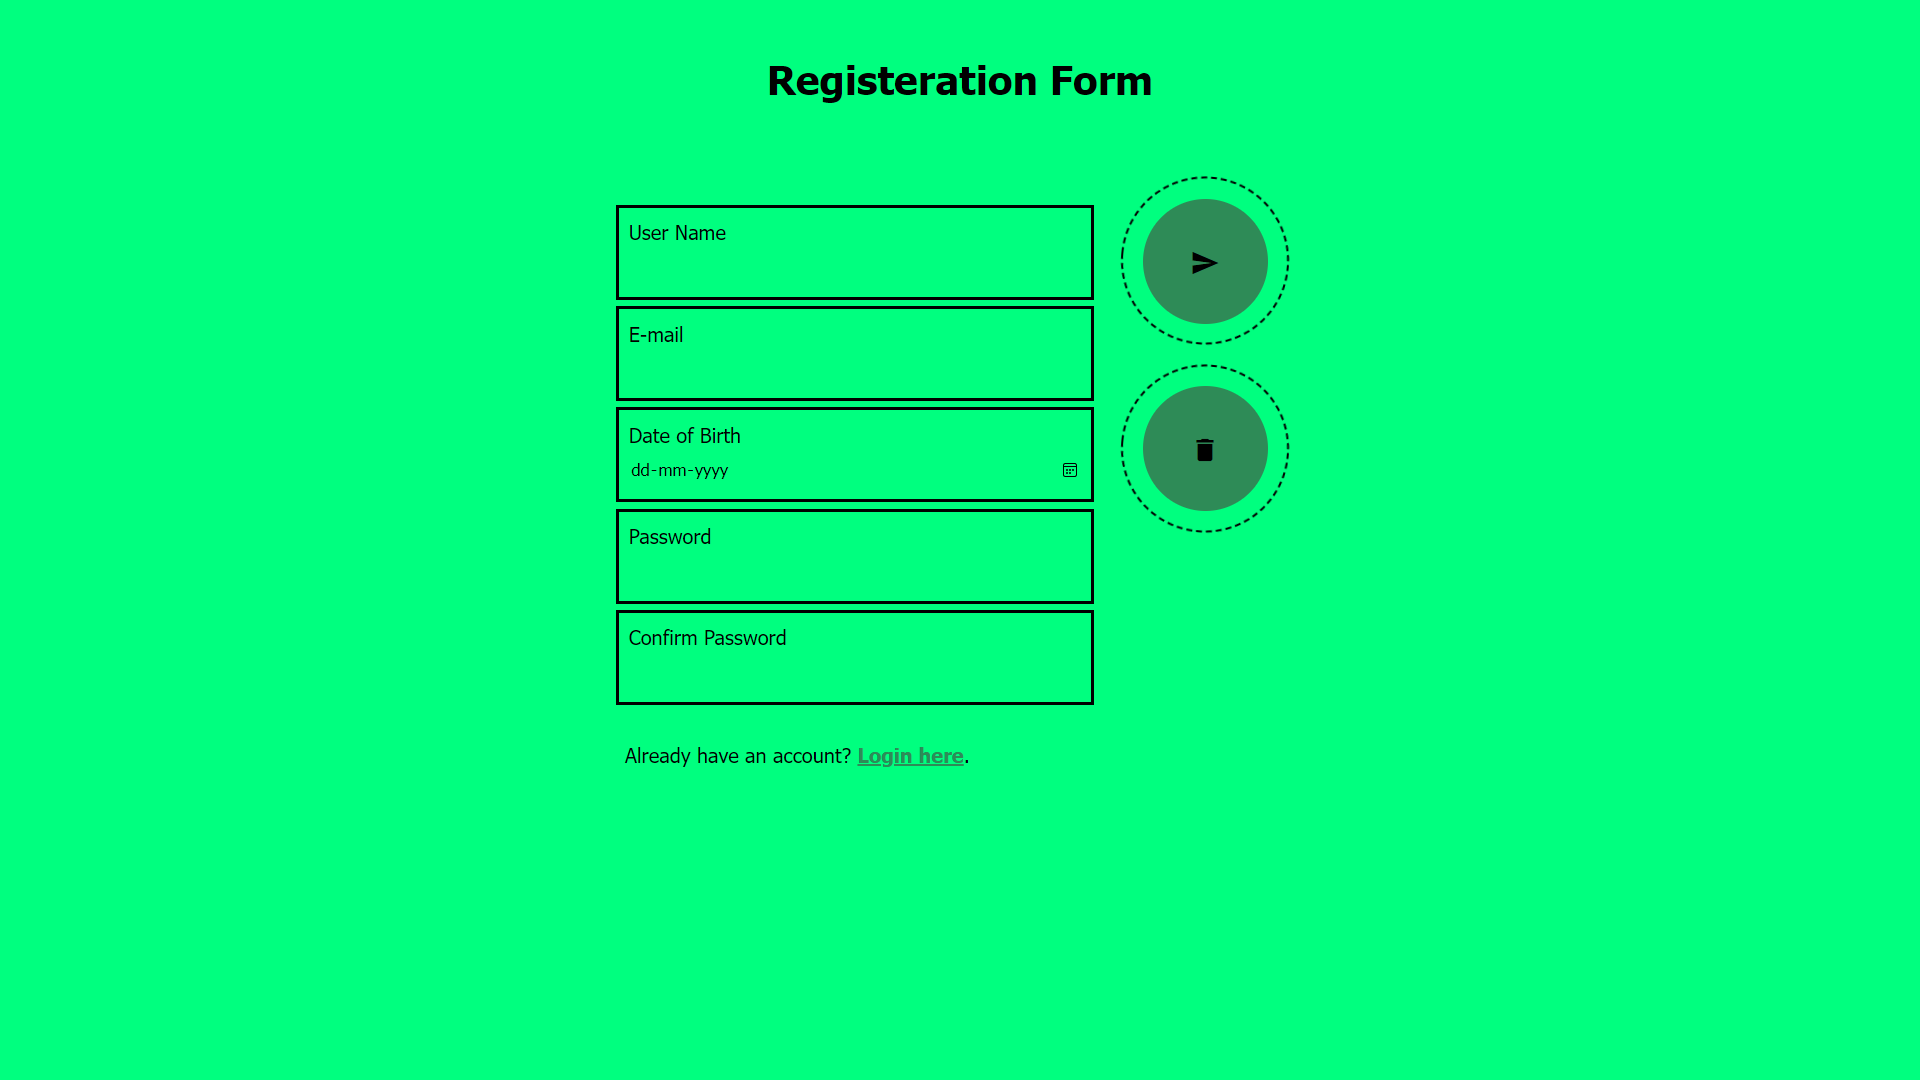 Registeration Form
User Name
E-mail
Date of Birth
dd-mm-yyyy
Password
Confirm Password
Already have an account? Login here.